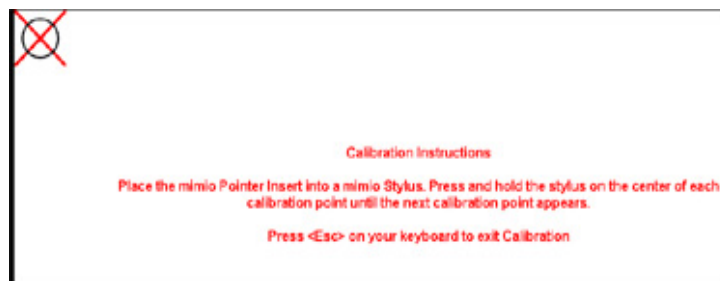 Calibration Instructions
Place the mimio Pointer Insert into a mimio Stylus. Press and hold the stylus on the center of each
calibration point until the next calibration point appears.
Press <Esc> on your keyboard to exit Calibration